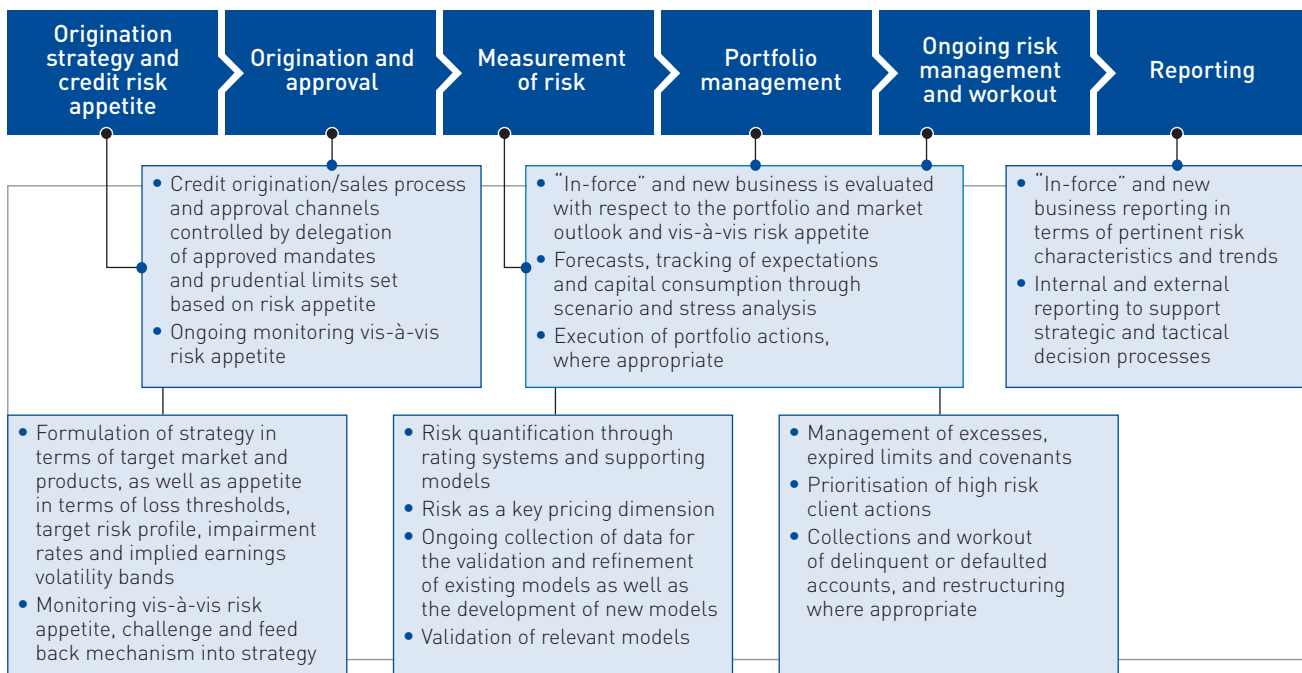 Origination
strategy and
credit risk
appetite
Origination and
approval
Measurement
of risk
Portfolio
management
Ongoing risk
management
and workout
Reporting
• Credit origination/sales process
and approval channels
controlled by delegation
of approved mandates
and prudential limits set
based on risk appetite
• Ongoing monitoring vis-à-vis
risk appetite
• “In-force” and new business is evaluated
with respect to the portfolio and market
outlook and vis-à-vis risk appetite
• Forecasts, tracking of expectations
and capital consumption through
scenario and stress analysis
• Execution of portfolio actions,
where appropriate
• “In-force” and new
business reporting in
terms of pertinent risk
characteristics and trends
• Internal and external
reporting to support
strategic and tactical
decision processes
• Formulation of strategy in
terms of target market and
products, as well as appetite
in terms of loss thresholds,
target risk profile, impairment
rates and implied earnings
volatility bands
• Monitoring vis-à-vis risk
appetite, challenge and feed
back mechanism into strategy
• Risk quantification through
rating systems and supporting
models
• Risk as a key pricing dimension
• Ongoing collection of data for
the validation and refinement
of existing models as well as
the development of new models
• Validation of relevant models
• Management of excesses,
expired limits and covenants
• Prioritisation of high risk
client actions
• Collections and workout
of delinquent or defaulted
accounts, and restructuring
where appropriate